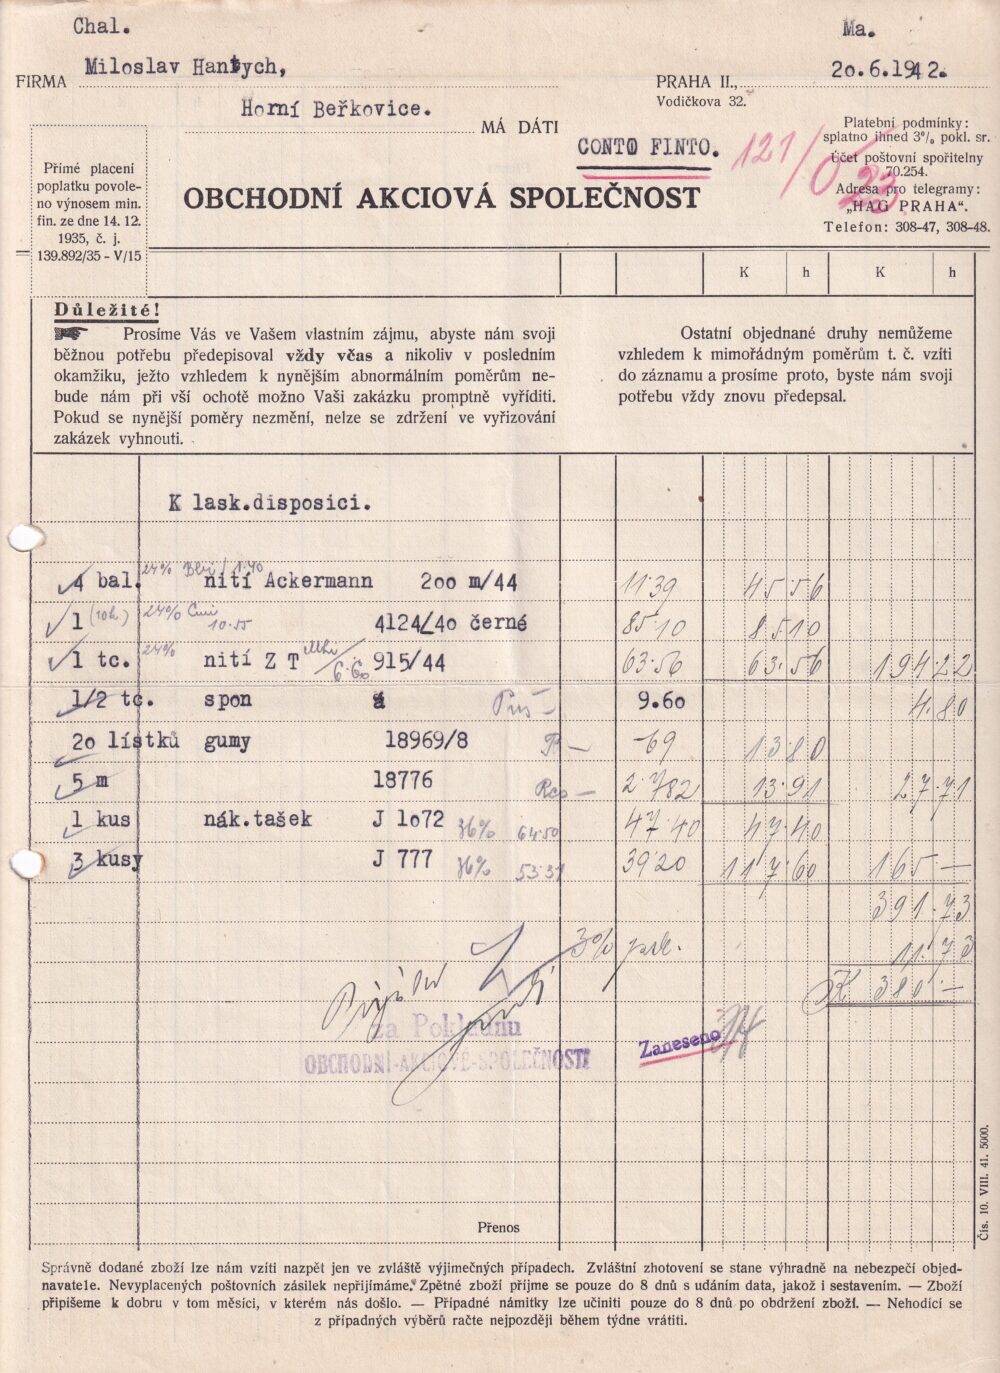 Chal.
Ma.
Miloslav Hantych,
FIRMA
PRAHA II., 20.6.1942.
Vodičkova 32.
Horní Beřkovice.
MÁ DÁTI
Platební podmínky:
splatno ihned 3% pokl. sr.
Účet poštovní spořitelny
70.254.
Adresa pro telegramy:
„HAG PRAHA“.
Telefon: 308-47, 308-48.
CONTO FINTO.
121/
23
Přímé placení
poplatku povole-
no výnosem min.
fin. ze dne 14. 12.
1935, č. j.
139.892/35 - V/15
OBCHODNÍ AKCIOVÁ SPOLEČNOST
K h K h
Důležité!
Prosíme Vás ve Vašem vlastním zájmu, abyste nám svoji
běžnou potřebu předepisoval vždy včas a nikoliv v posledním
okamžiku, ježto vzhledem k nynějším abnormálním poměrům ne-
bude nám při vší ochotě možno Vaši zakázku promptně vyříditi.
Pokud se nynější poměry nezmění, nelze se zdržení ve vyřizování
zakázek vyhnouti.
Ostatní objednané druhy nemůžeme
vzhledem k mimořádným poměrům t. č. vzíti
do záznamu a prosíme proto, byste nám svoji
potřebu vždy znovu předepsal.
K lask.disposici.
4 bal. 24% 1.40 nití Ackermann 200 m/44 11.39 45.56
1 24% 10.55 4124/40 černé 85.10 85.10
1 tc. 24% nití Z T 6.60 915/44 63.56 63.56 194.22
1/2 tc. spon á 9.60 4.80
20 lístků gumy 18969/8 -69 13.80
5 m 18776 2.782 13.91 27.71
1 kus nák.tašek J 1072 36% 64.50 47.40 47.40
3 kusy J 777 36% 53.31 39.20 117.60 165 —
391.73
3% 11.73
K 380.—
za Pokladnu
OBCHODNÍ-AKCIOVÉ-SPOLEČNOSTI
Zaneseno
Přenos
Čís. 10. VIII. 41. 5000.
Správně dodané zboží lze nám vzíti nazpět jen ve zvláště výjimečných případech. Zvláštní zhotovení se stane výhradně na nebezpečí objed-
navatele. Nevyplacených poštovních zásilek nepřijímáme. Zpětné zboží přijme se pouze do 8 dnů s udáním data, jakož i sestavením. — Zboží
připíšeme k dobru v tom měsíci, v kterém nás došlo. — Případné námitky lze učiniti pouze do 8 dnů po obdržení zboží. — Nehodící se
z případných výběrů račte nejpozději během týdne vrátiti.